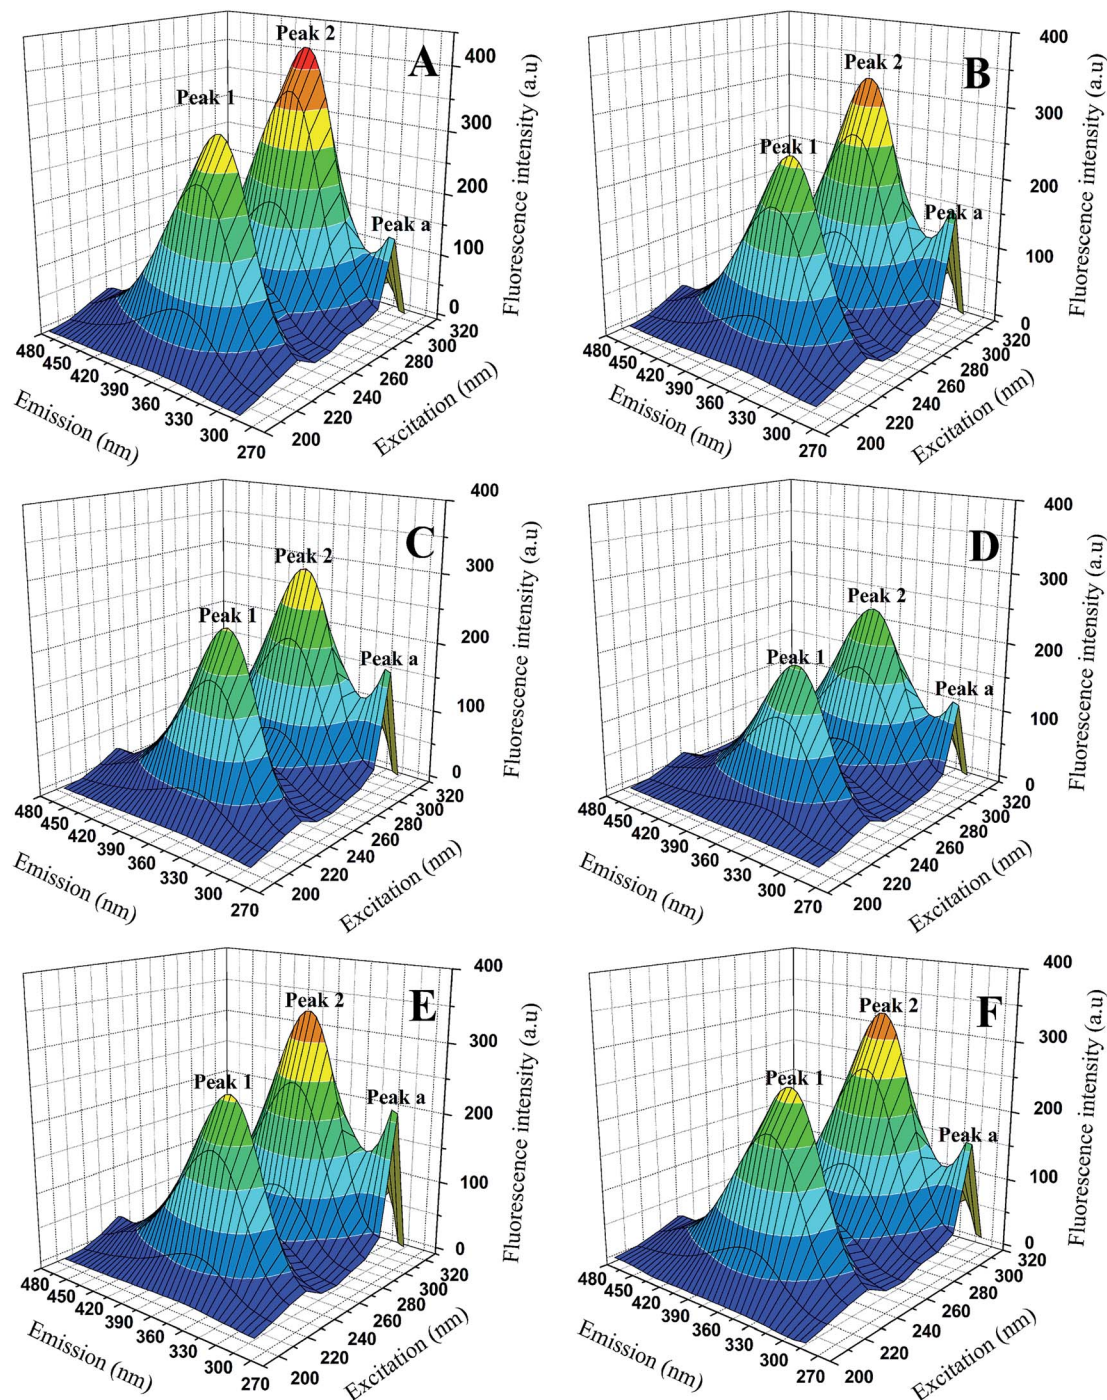 A
Peak 2
Peak 1
Peak a
400
300
200
100
0
Fluorescence intensity (a.u)
480
450
420
390
360
330
300
270
Emission (nm)
200
220
240
260
280
300
320
Excitation (nm)
B
Peak 2
Peak 1
Peak a
400
300
200
100
0
Fluorescence intensity (a.u
480
450
420
390
360
330
300
270
Emission (nm)
200
220
240
260
280
300
320
Excitation (nm)
C
Peak 2
Peak 1
Peak a
400
300
200
100
0
Fluorescence intensity (a.u)
480
450
420
390
360
330
300
270
Emission (nm)
200
220
240
260
280
300
320
Excitation (nm)
D
Peak 2
Peak 1
Peak a
400
300
200
100
0
Fluorescence intensity (a.u)
480
450
420
390
360
330
300
270
Emission (nm)
200
220
240
260
280
300
320
Excitation (nm)
E
Peak 2
Peak 1
Peak a
400
300
200
100
0
Fluorescence intensity (a.u)
480
450
420
390
360
330
300
270
Emission (nm)
200
220
240
260
280
300
320
Excitation (nm)
F
Peak 2
Peak 1
Peak a
400
300
200
100
0
Fluorescence intensity (a.u)
480
450
420
390
360
330
300
270
Emission (nm)
200
220
240
260
280
300
320
Excitation (nm)